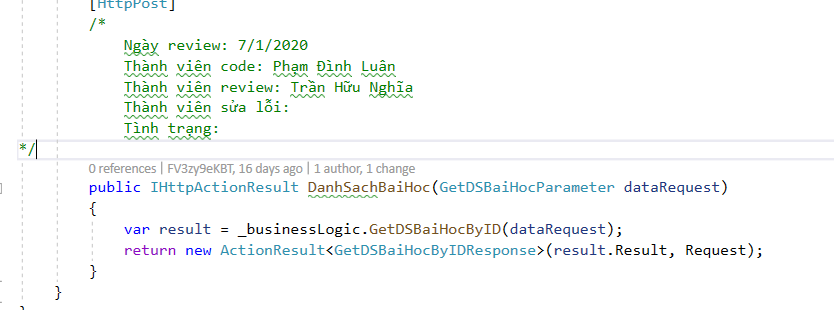 [HttpPost]
/*
Ngày review: 7/1/2020
Thành viên code: Phạm Đình Luân
Thành viên review: Trần Hữu Nghĩa
Thành viên sửa lỗi:
Tình trạng:
*/
0 references | FV3zy9eKBT, 16 days ago | 1 author, 1 change
public IHttpActionResult DanhSachBaiHoc(GetDSBaiHocParameter dataRequest)
{
var result = _businessLogic.GetDSBaiHocByID(dataRequest);
return new ActionResult<GetDSBaiHocByIDResponse>(result.Result, Request);
}
}